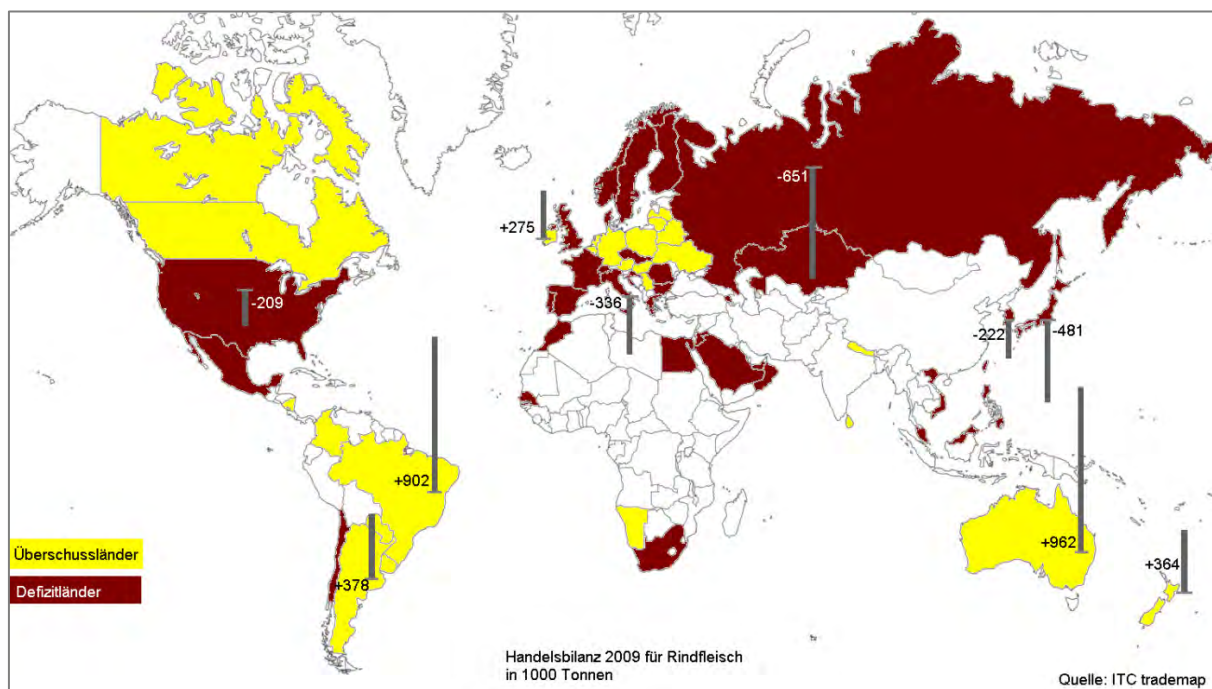 -651
+275
-209
-336
-222
-481
+902
+962
+378
+364
Überschussländer
Defizitländer
Handelsbilanz 2009 für Rindfleisch
in 1000 Tonnen
Quelle: ITC trademap